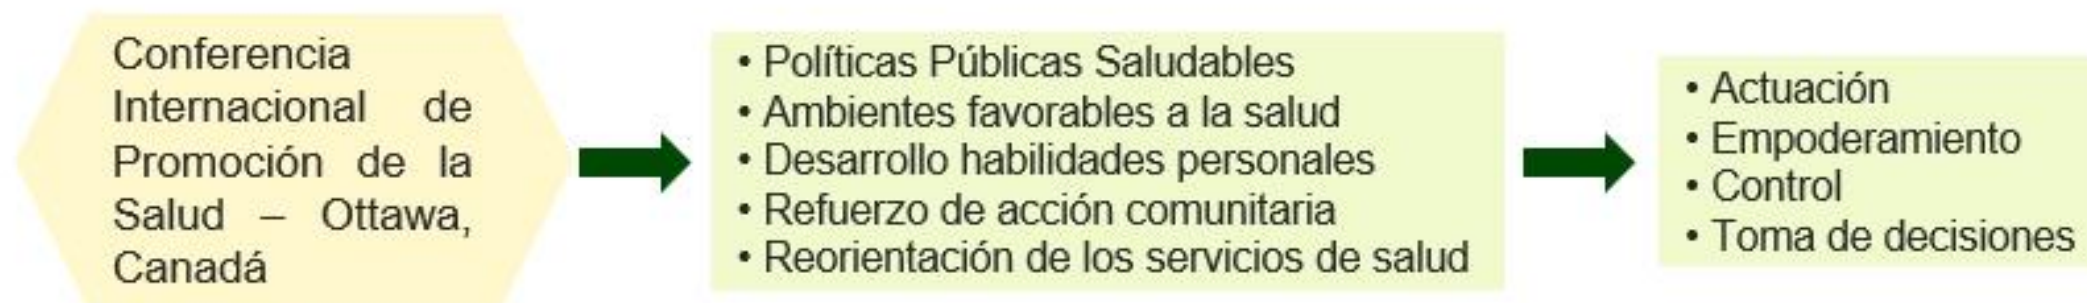 Conferencia
Internacional de
Promoción de la
Salud – Ottawa,
Canadá
• Políticas Públicas Saludables
• Ambientes favorables a la salud
• Desarrollo habilidades personales
• Refuerzo de acción comunitaria
• Reorientación de los servicios de salud
• Actuación
• Empoderamiento
• Control
• Toma de decisiones